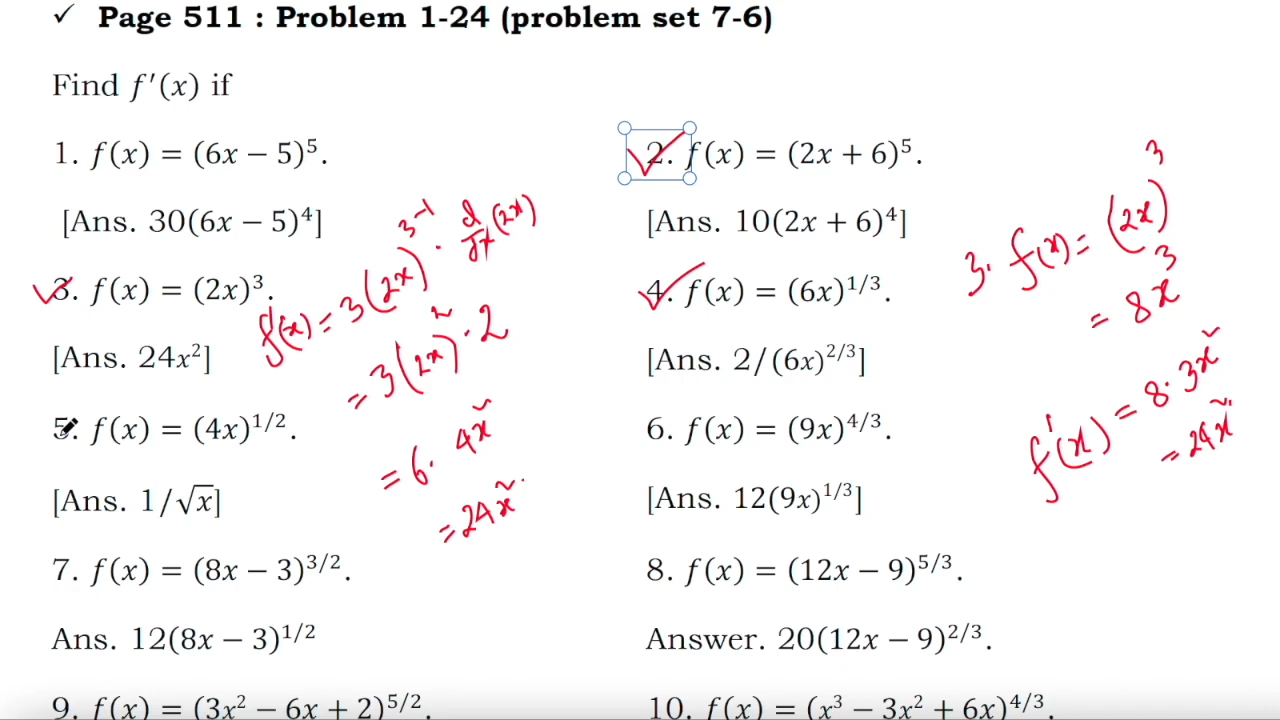 ✓ Page 511 : Problem 1-24 (problem set 7-6)
Find f′(x) if
1. f(x) = (6x − 5)⁵.
2. f(x) = (2x + 6)⁵.
[Ans. 30(6x − 5)⁴]
[Ans. 10(2x + 6)⁴]
3. f(x) = (2x)³.
4. f(x) = (6x)^{1/3}.
[Ans. 24x²]
[Ans. 2/(6x)^{2/3}]
5. f(x) = (4x)^{1/2}.
6. f(x) = (9x)^{4/3}.
[Ans. 1/√x]
[Ans. 12(9x)^{1/3}]
7. f(x) = (8x − 3)^{3/2}.
8. f(x) = (12x − 9)^{5/3}.
Ans. 12(8x − 3)^{1/2}
Answer. 20(12x − 9)^{2/3}.
9. f(x) = (3x² − 6x + 2)^{5/2}.
10. f(x) = (x³ − 3x² + 6x)^{4/3}.
f′(x) = 3(2x)^{3−1} · d/dx (2x)
= 3(2x)² · 2
= 6 · 4x²
= 24x².
3. f(x) = (2x)³
= 8x³
f′(x) = 8 · 3x²
= 24x².